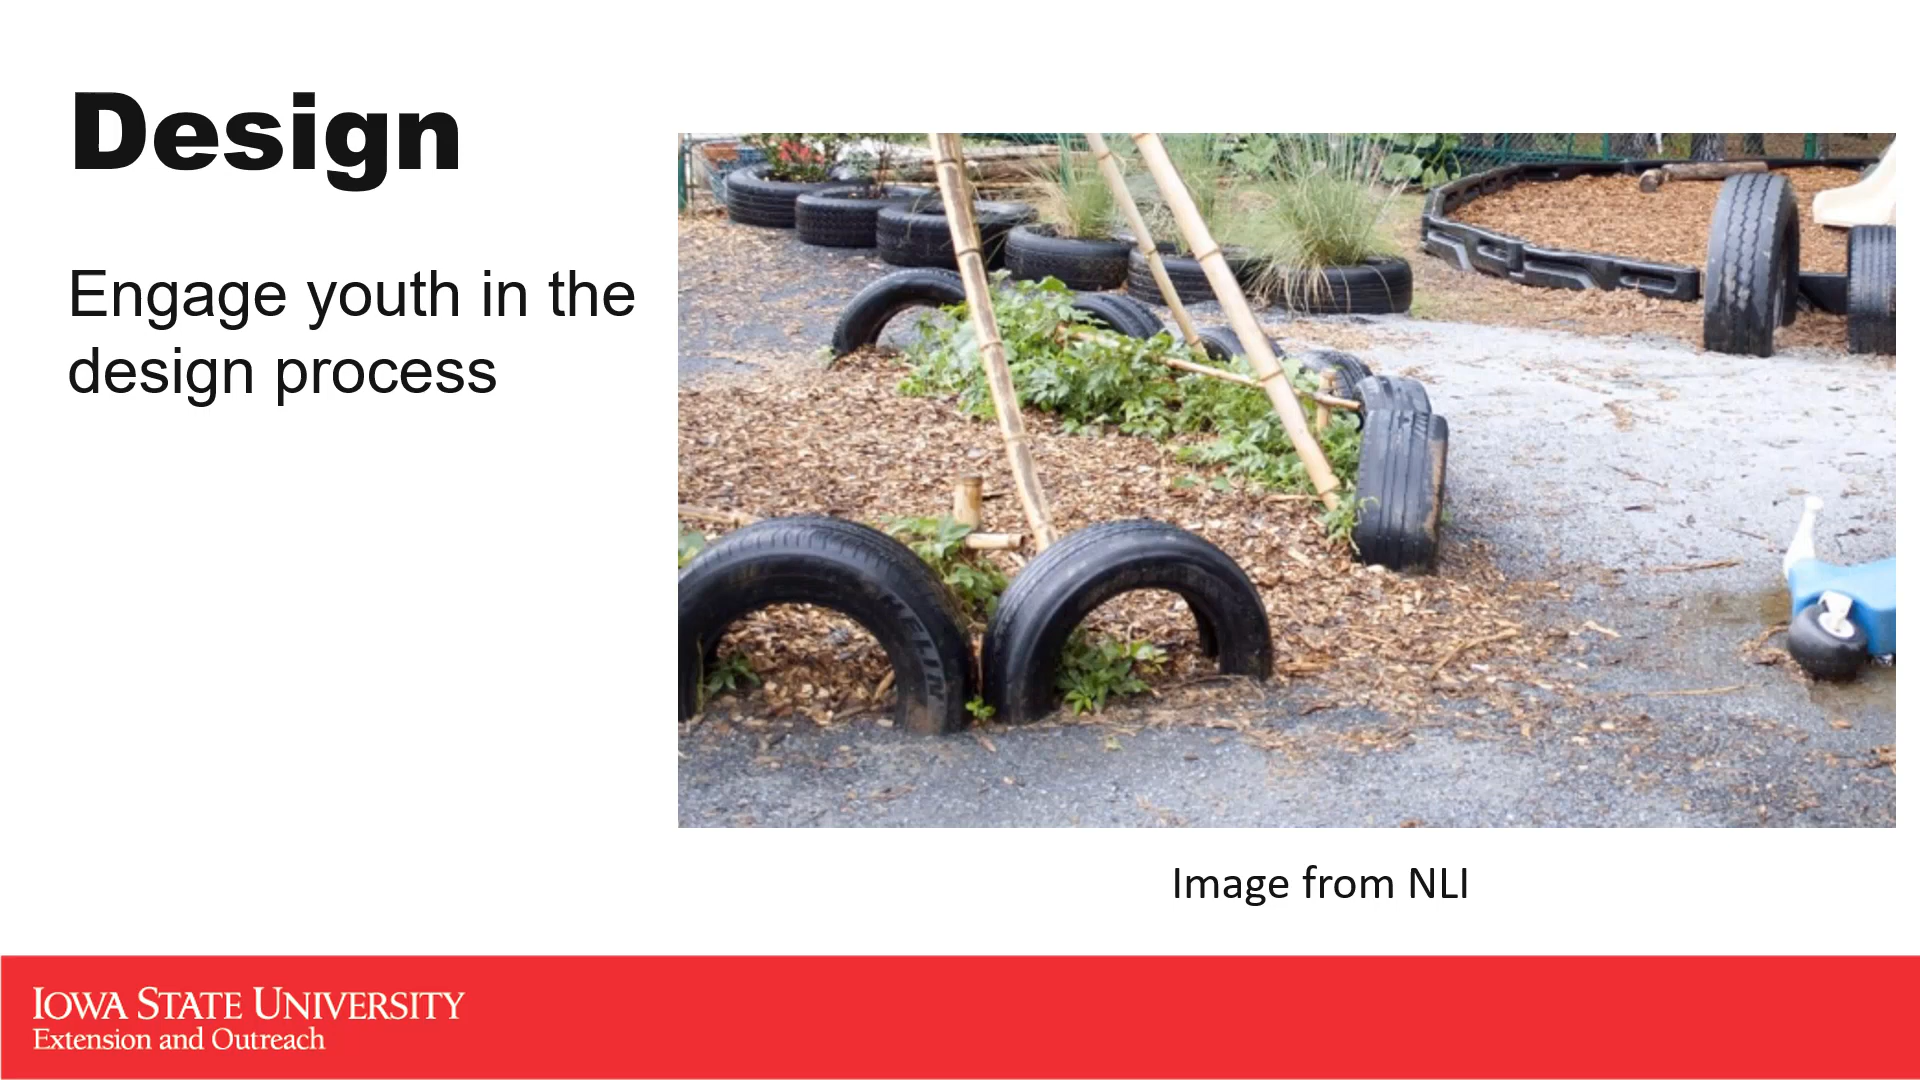 Design
Engage youth in the
design process
Image from NLI
IOWA STATE UNIVERSITY
Extension and Outreach